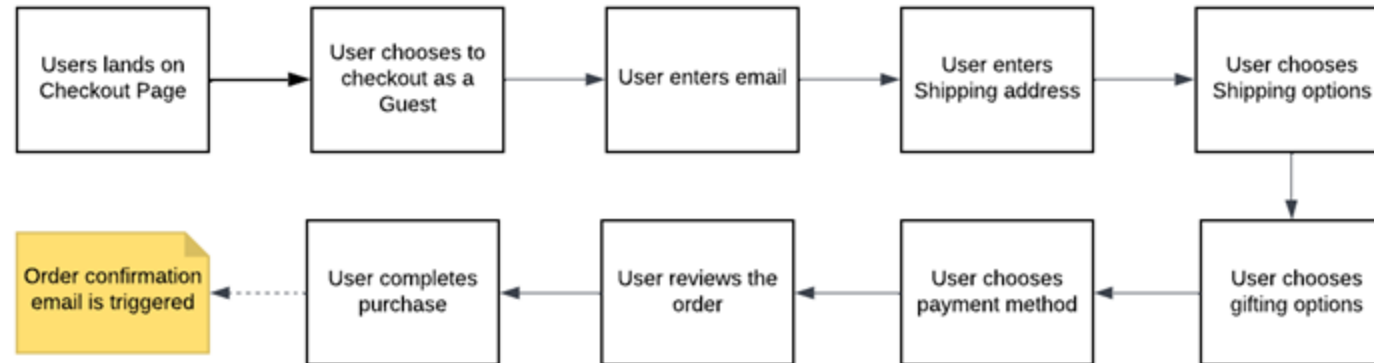 Users lands on
Checkout Page
User chooses to
checkout as a
Guest
User enters email
User enters
Shipping address
User chooses
Shipping options
User chooses
gifting options
User chooses
payment method
User reviews the
order
User completes
purchase
Order confirmation
email is triggered